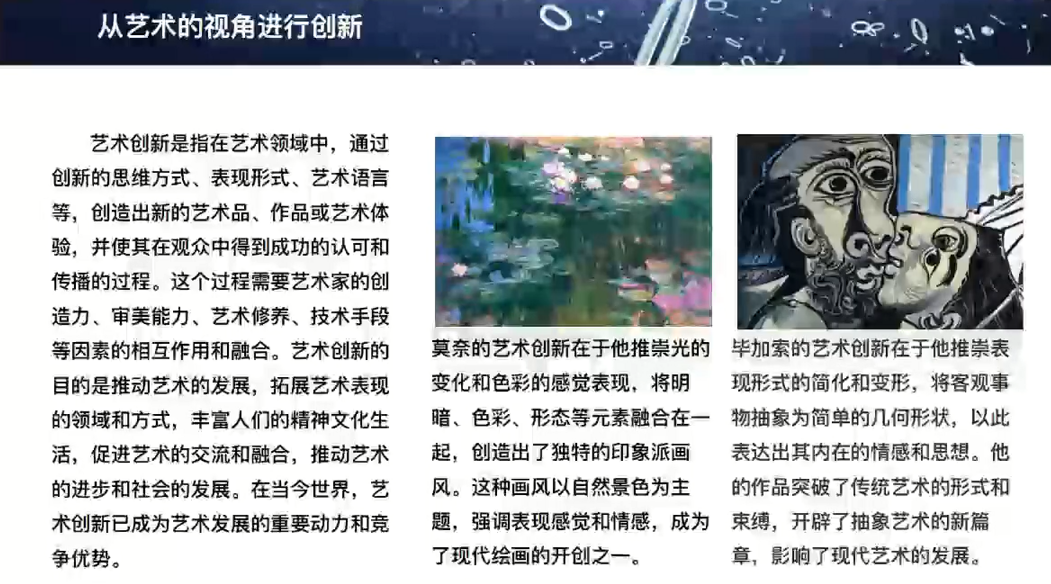 从艺术的视角进行创新
艺术创新是指在艺术领域中，通过
创新的思维方式、表现形式、艺术语言
等，创造出新的艺术品、作品或艺术体
验，并使其在观众中得到成功的认可和
传播的过程。这个过程需要艺术家的创
造力、审美能力、艺术修养、技术手段
等因素的相互作用和融合。艺术创新的
目的是推动艺术的发展，拓展艺术表现
的领域和方式，丰富人们的精神文化生
活，促进艺术的交流和融合，推动艺术
的进步和社会的发展。在当今世界，艺
术创新已成为艺术发展的重要动力和竞
争优势。
莫奈的艺术创新在于他推崇光的
变化和色彩的感觉表现，将明
暗、色彩、形态等元素融合在一
起，创造出了独特的印象派画
风。这种画风以自然景色为主
题，强调表现感觉和情感，成为
了现代绘画的开创之一。
毕加索的艺术创新在于他推崇表
现形式的简化和变形，将客观事
物抽象为简单的几何形状，以此
表达出其内在的情感和思想。他
的作品突破了传统艺术的形式和
束缚，开辟了抽象艺术的新篇
章，影响了现代艺术的发展。